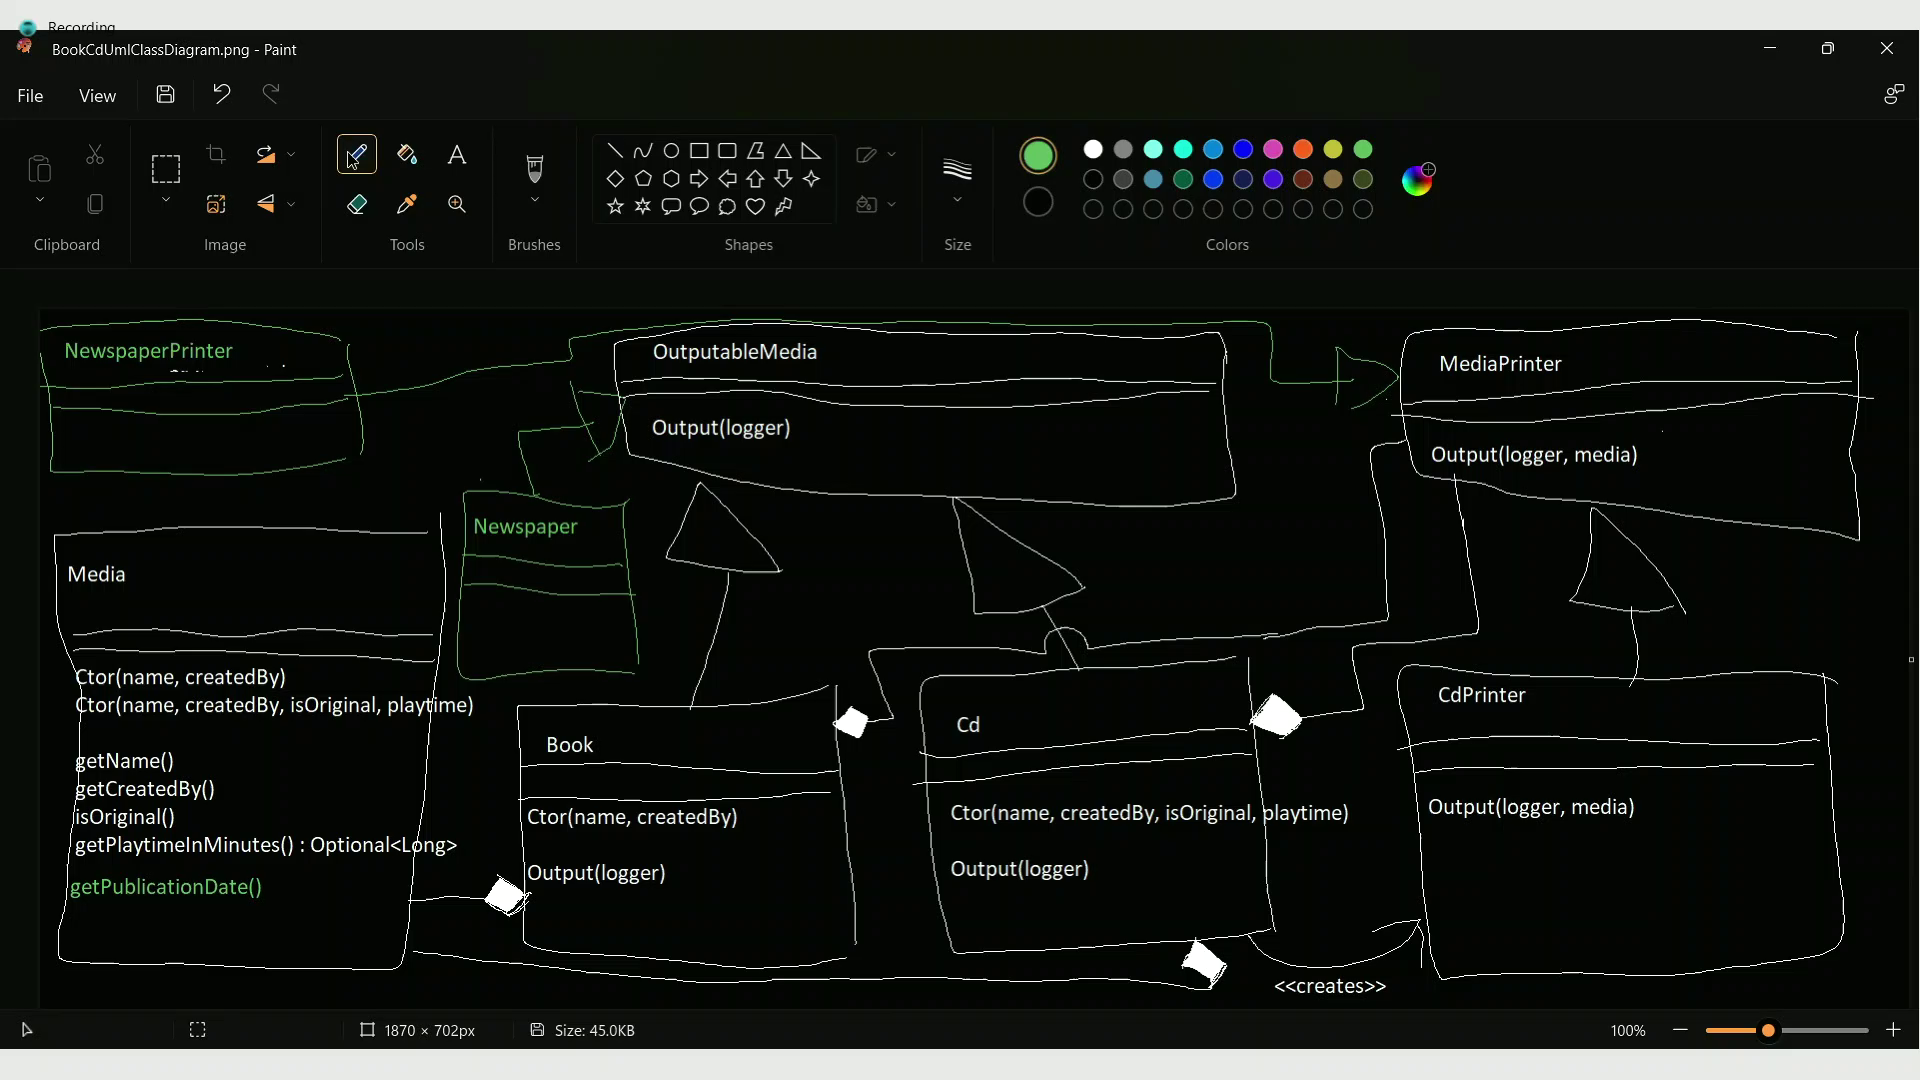 Recording
BookCdUmlClassDiagram.png - Paint
File View
Clipboard
Image
Tools
Brushes
Shapes
Size
Colors
NewspaperPrinter
OutputableMedia
Output(logger)
MediaPrinter
Output(logger, media)
Newspaper
Media
Ctor(name, createdBy)
Ctor(name, createdBy, isOriginal, playtime)
getName()
getCreatedBy()
isOriginal()
getPlaytimeInMinutes() : Optional<Long>
getPublicationDate()
Book
Ctor(name, createdBy)
Output(logger)
Cd
Ctor(name, createdBy, isOriginal, playtime)
Output(logger)
CdPrinter
Output(logger, media)
<<creates>>
1870 × 702px
Size: 45.0KB
100%